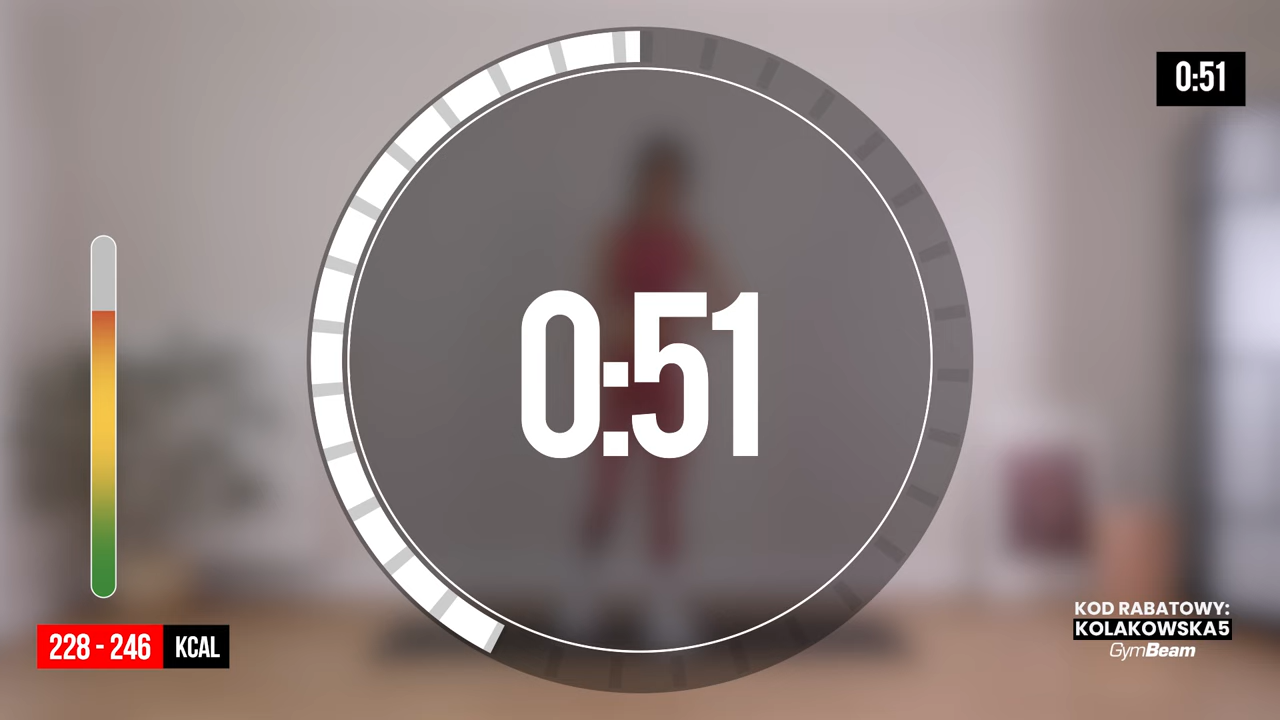 0:51
0:51
228 - 246 KCAL
KOD RABATOWY:
KOLAKOWSKA5
GymBeam